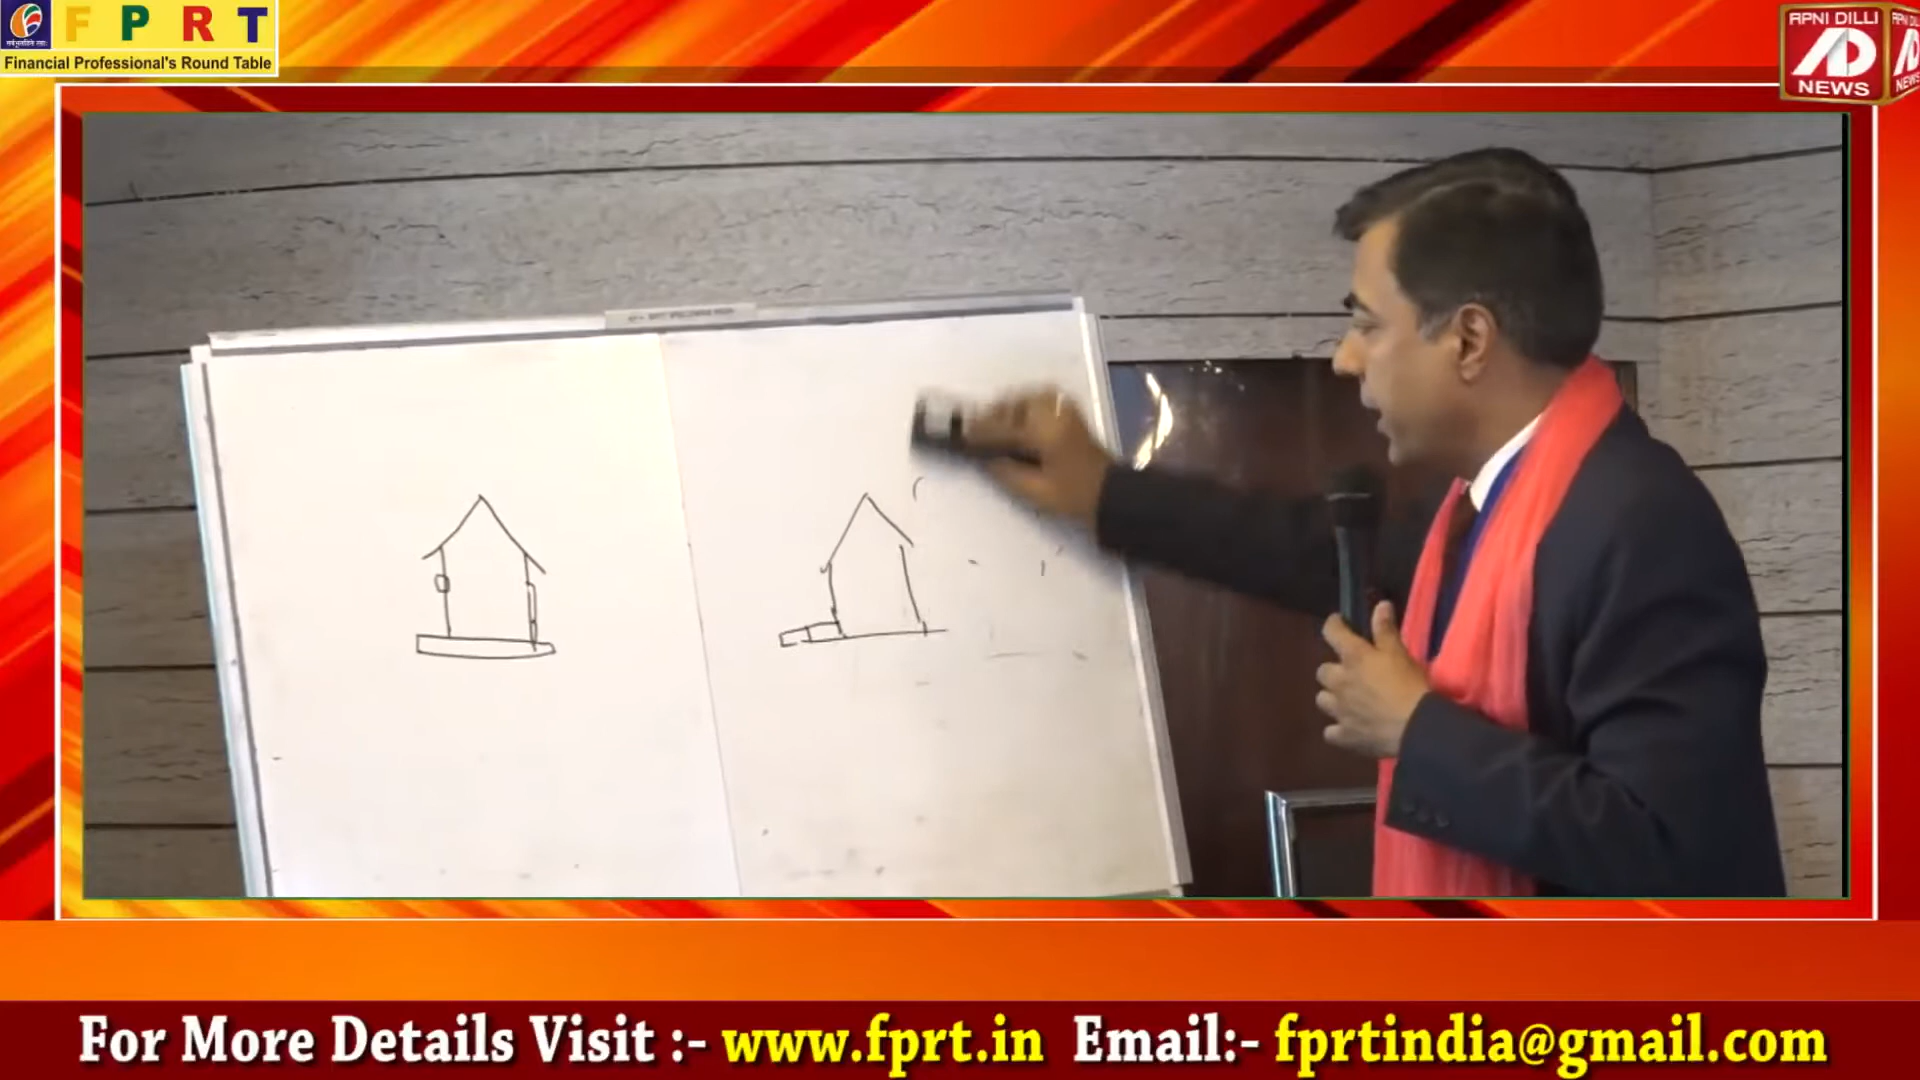 F P R T
Financial Professional's Round Table
APNI DILLI
AD
NEWS
For More Details Visit :- www.fprt.in Email:- fprtindia@gmail.com